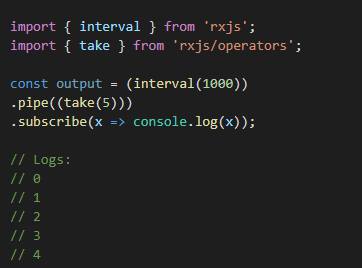 import { interval } from 'rxjs';
import { take } from 'rxjs/operators';
const output = (interval(1000))
.pipe((take(5)))
.subscribe(x => console.log(x));
// Logs:
// 0
// 1
// 2
// 3
// 4